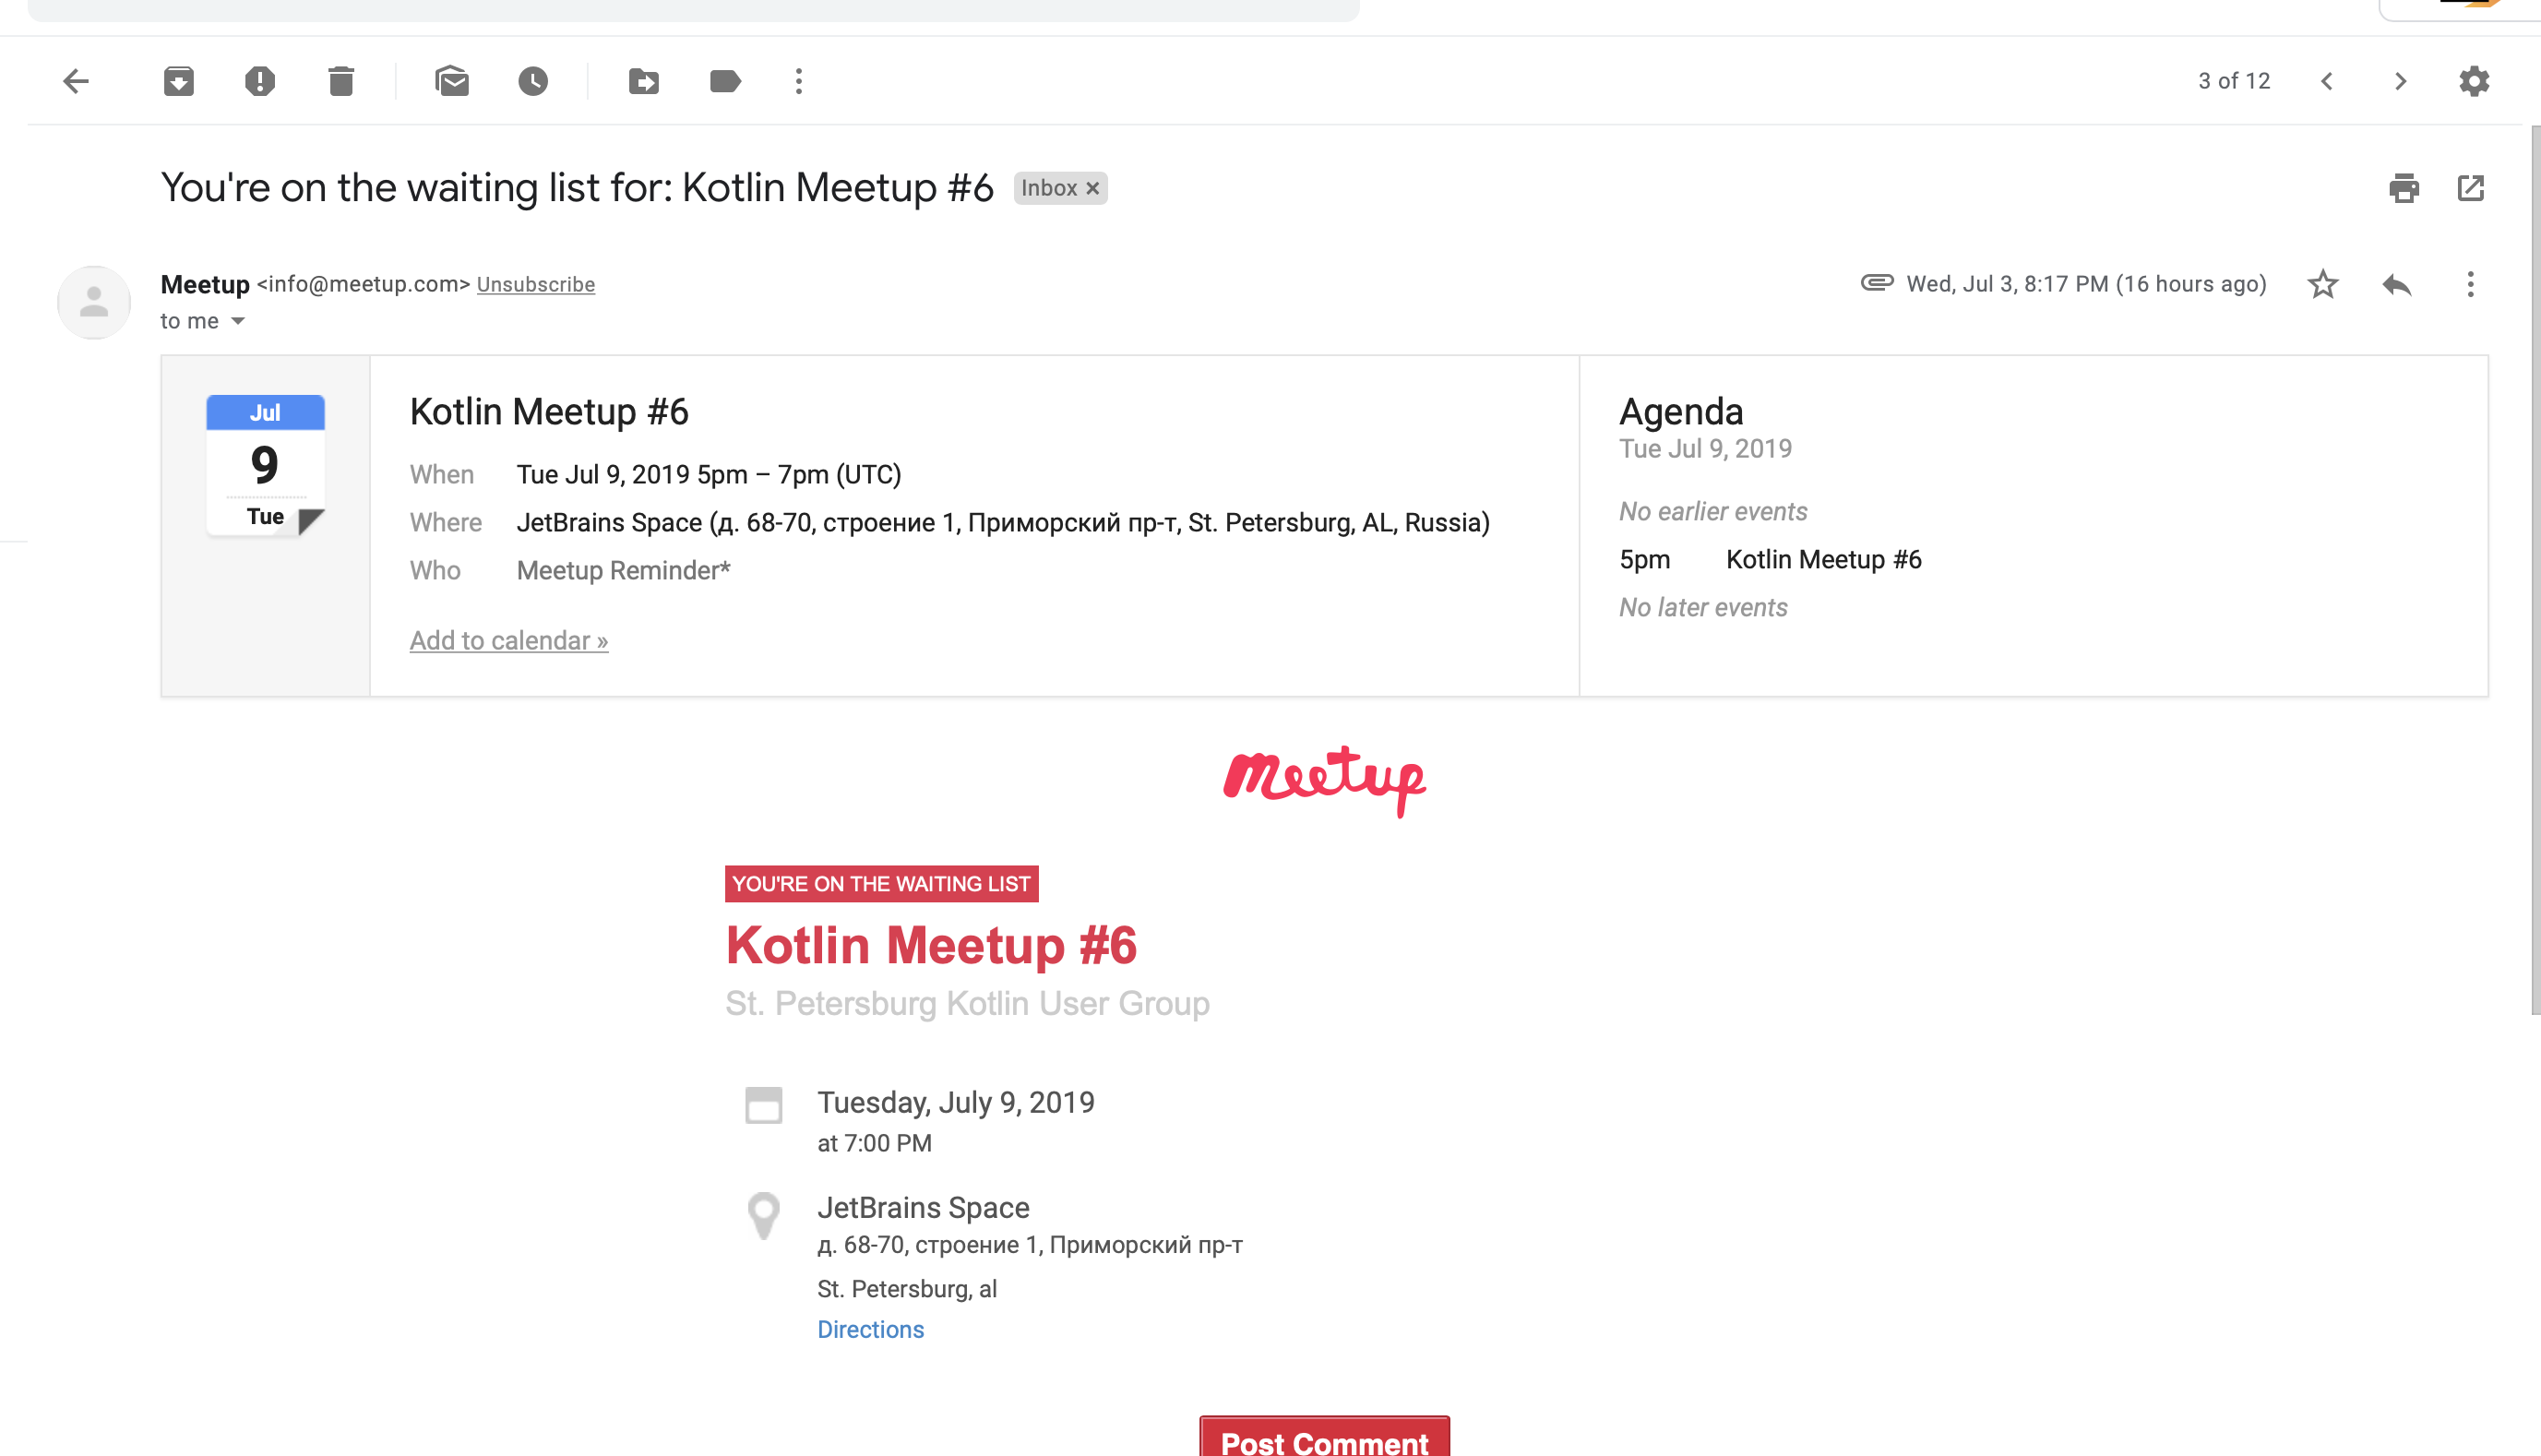 3 of 12
You're on the waiting list for: Kotlin Meetup #6 Inbox ×
Meetup <info@meetup.com> Unsubscribe
Wed, Jul 3, 8:17 PM (16 hours ago)
to me
Jul
9
Tue
Kotlin Meetup #6
When Tue Jul 9, 2019 5pm – 7pm (UTC)
Where JetBrains Space (д. 68-70, строение 1, Приморский пр-т, St. Petersburg, AL, Russia)
Who Meetup Reminder*
Add to calendar »
Agenda
Tue Jul 9, 2019
No earlier events
5pm Kotlin Meetup #6
No later events
meetup
YOU'RE ON THE WAITING LIST
Kotlin Meetup #6
St. Petersburg Kotlin User Group
Tuesday, July 9, 2019
at 7:00 PM
JetBrains Space
д. 68-70, строение 1, Приморский пр-т
St. Petersburg, al
Directions
Post Comment